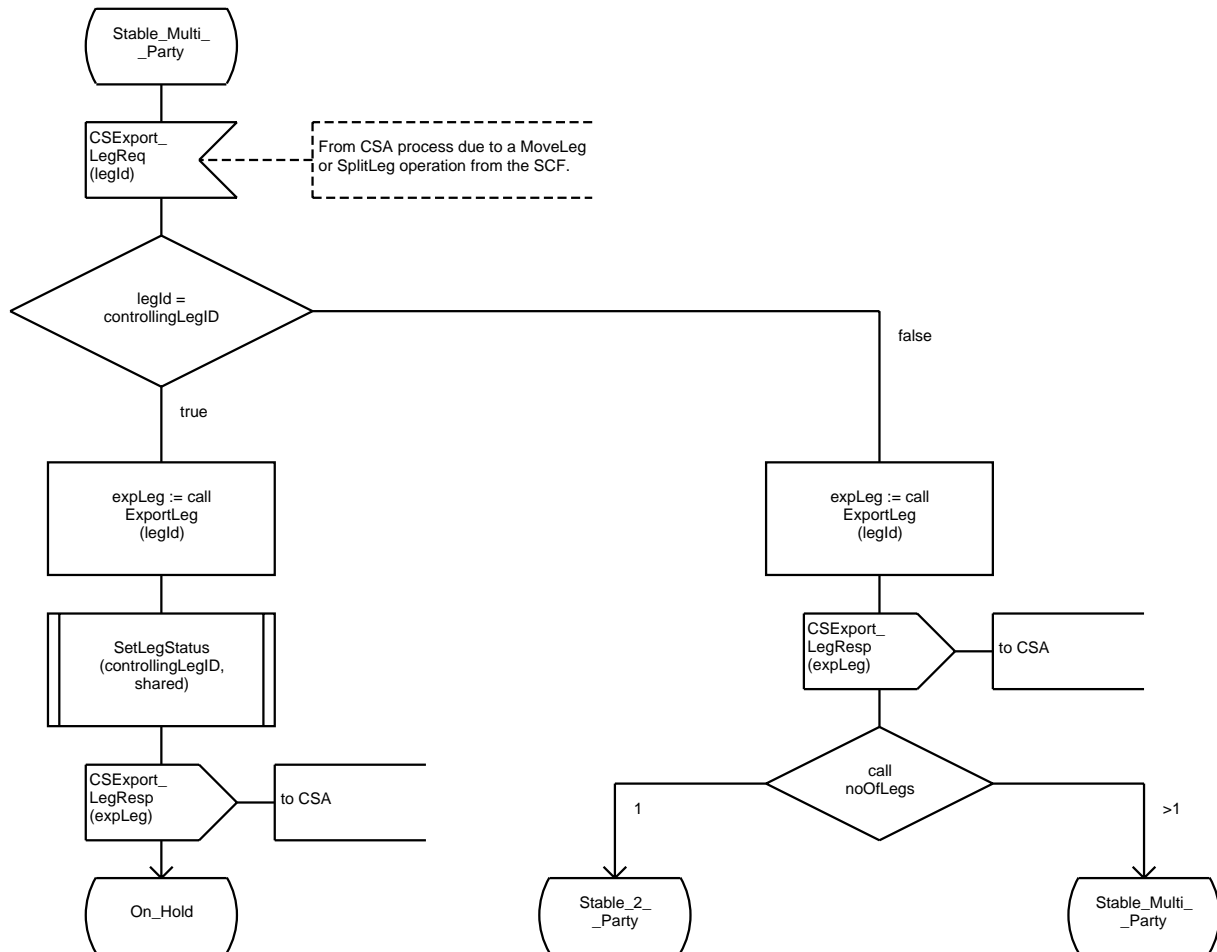 Stable_Multi_
_Party
CSExport_
LegReq
(legId)
From CSA process due to a MoveLeg
or SplitLeg operation from the SCF.
legId =
controllingLegID
false
true
expLeg := call
ExportLeg
(legId)
expLeg := call
ExportLeg
(legId)
SetLegStatus
(controllingLegID,
shared)
CSExport_
LegResp
(expLeg)
to CSA
CSExport_
LegResp
(expLeg)
to CSA
call
noOfLegs
1
>1
On_Hold
Stable_2_
_Party
Stable_Multi_
_Party